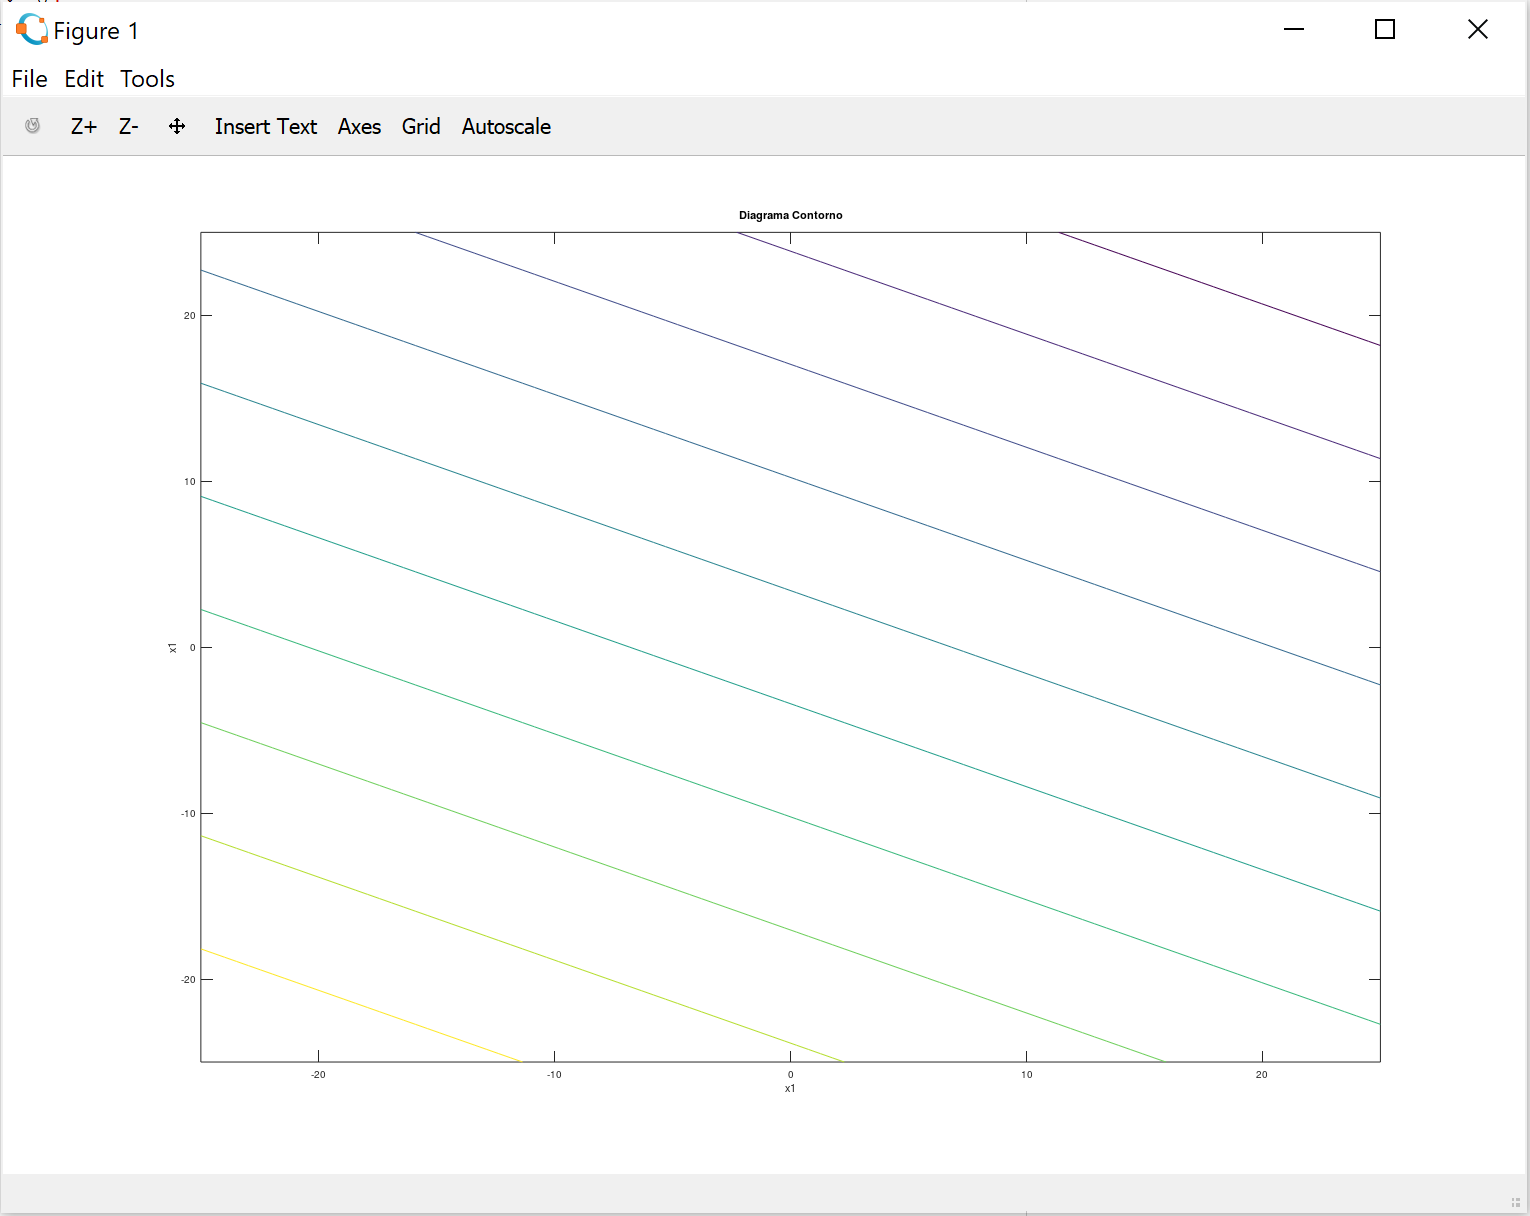 Figure 1
File Edit Tools
Z+ Z- Insert Text Axes Grid Autoscale
Diagrama Contorno
20
10
x1
0
-10
-20
-20 -10 0 10 20
x1